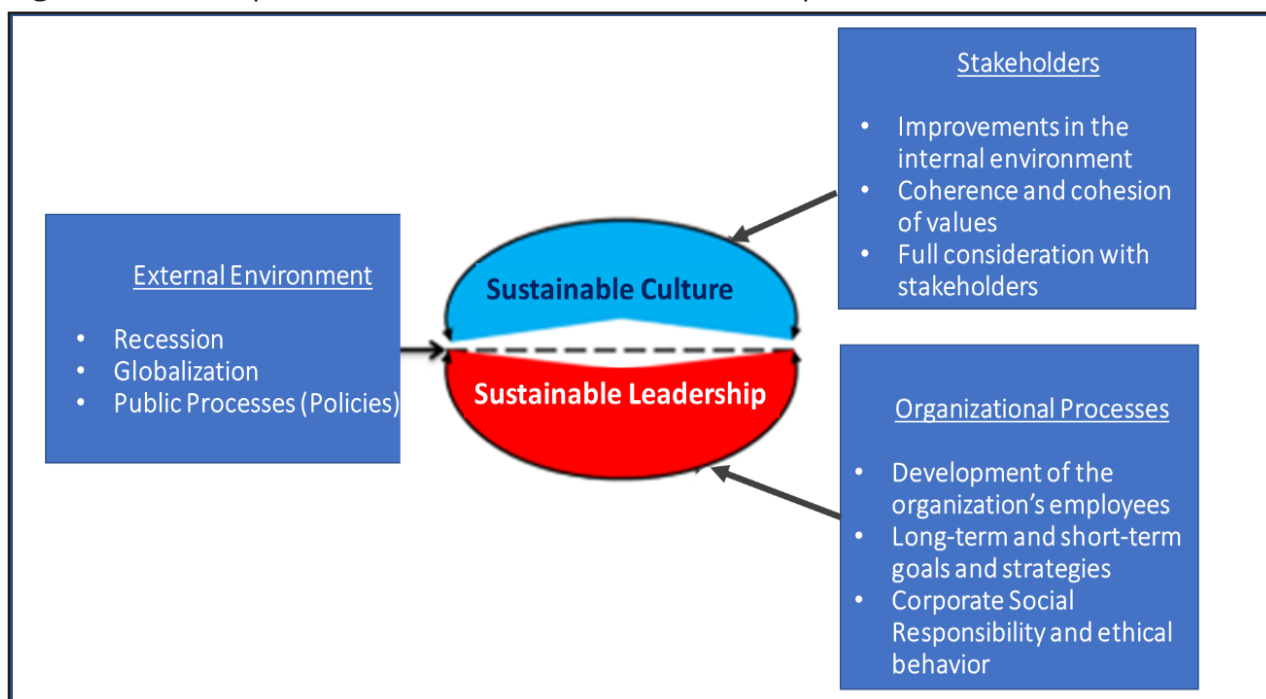 External Environment
• Recession
• Globalization
• Public Processes (Policies)
Sustainable Culture
Sustainable Leadership
Stakeholders
• Improvements in the
internal environment
• Coherence and cohesion
of values
• Full consideration with
stakeholders
Organizational Processes
• Development of the
organization’s employees
• Long-term and short-term
goals and strategies
• Corporate Social
Responsibility and ethical
behavior